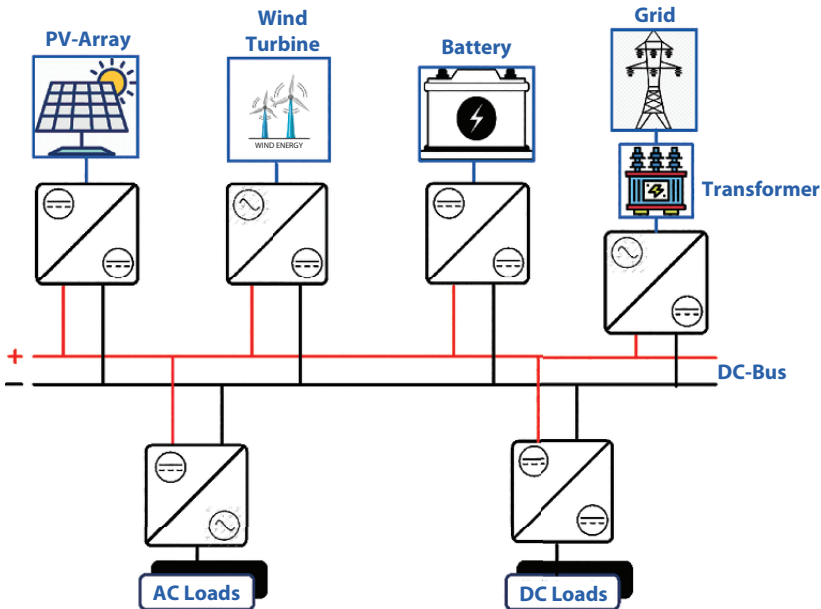 PV-Array
Wind
Turbine
Battery
Grid
WIND ENERGY
Transformer
+
DC-Bus
–
AC Loads
DC Loads